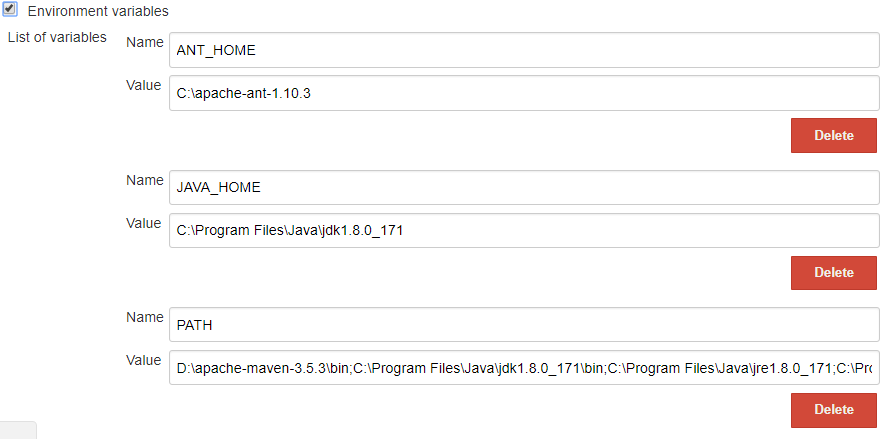 Environment variables
List of variables
Name
ANT_HOME
Value
C:\apache-ant-1.10.3
Delete
Name
JAVA_HOME
Value
C:\Program Files\Java\jdk1.8.0_171
Delete
Name
PATH
Value
D:\apache-maven-3.5.3\bin;C:\Program Files\Java\jdk1.8.0_171\bin;C:\Program Files\Java\jre1.8.0_171;C:\Pro
Delete